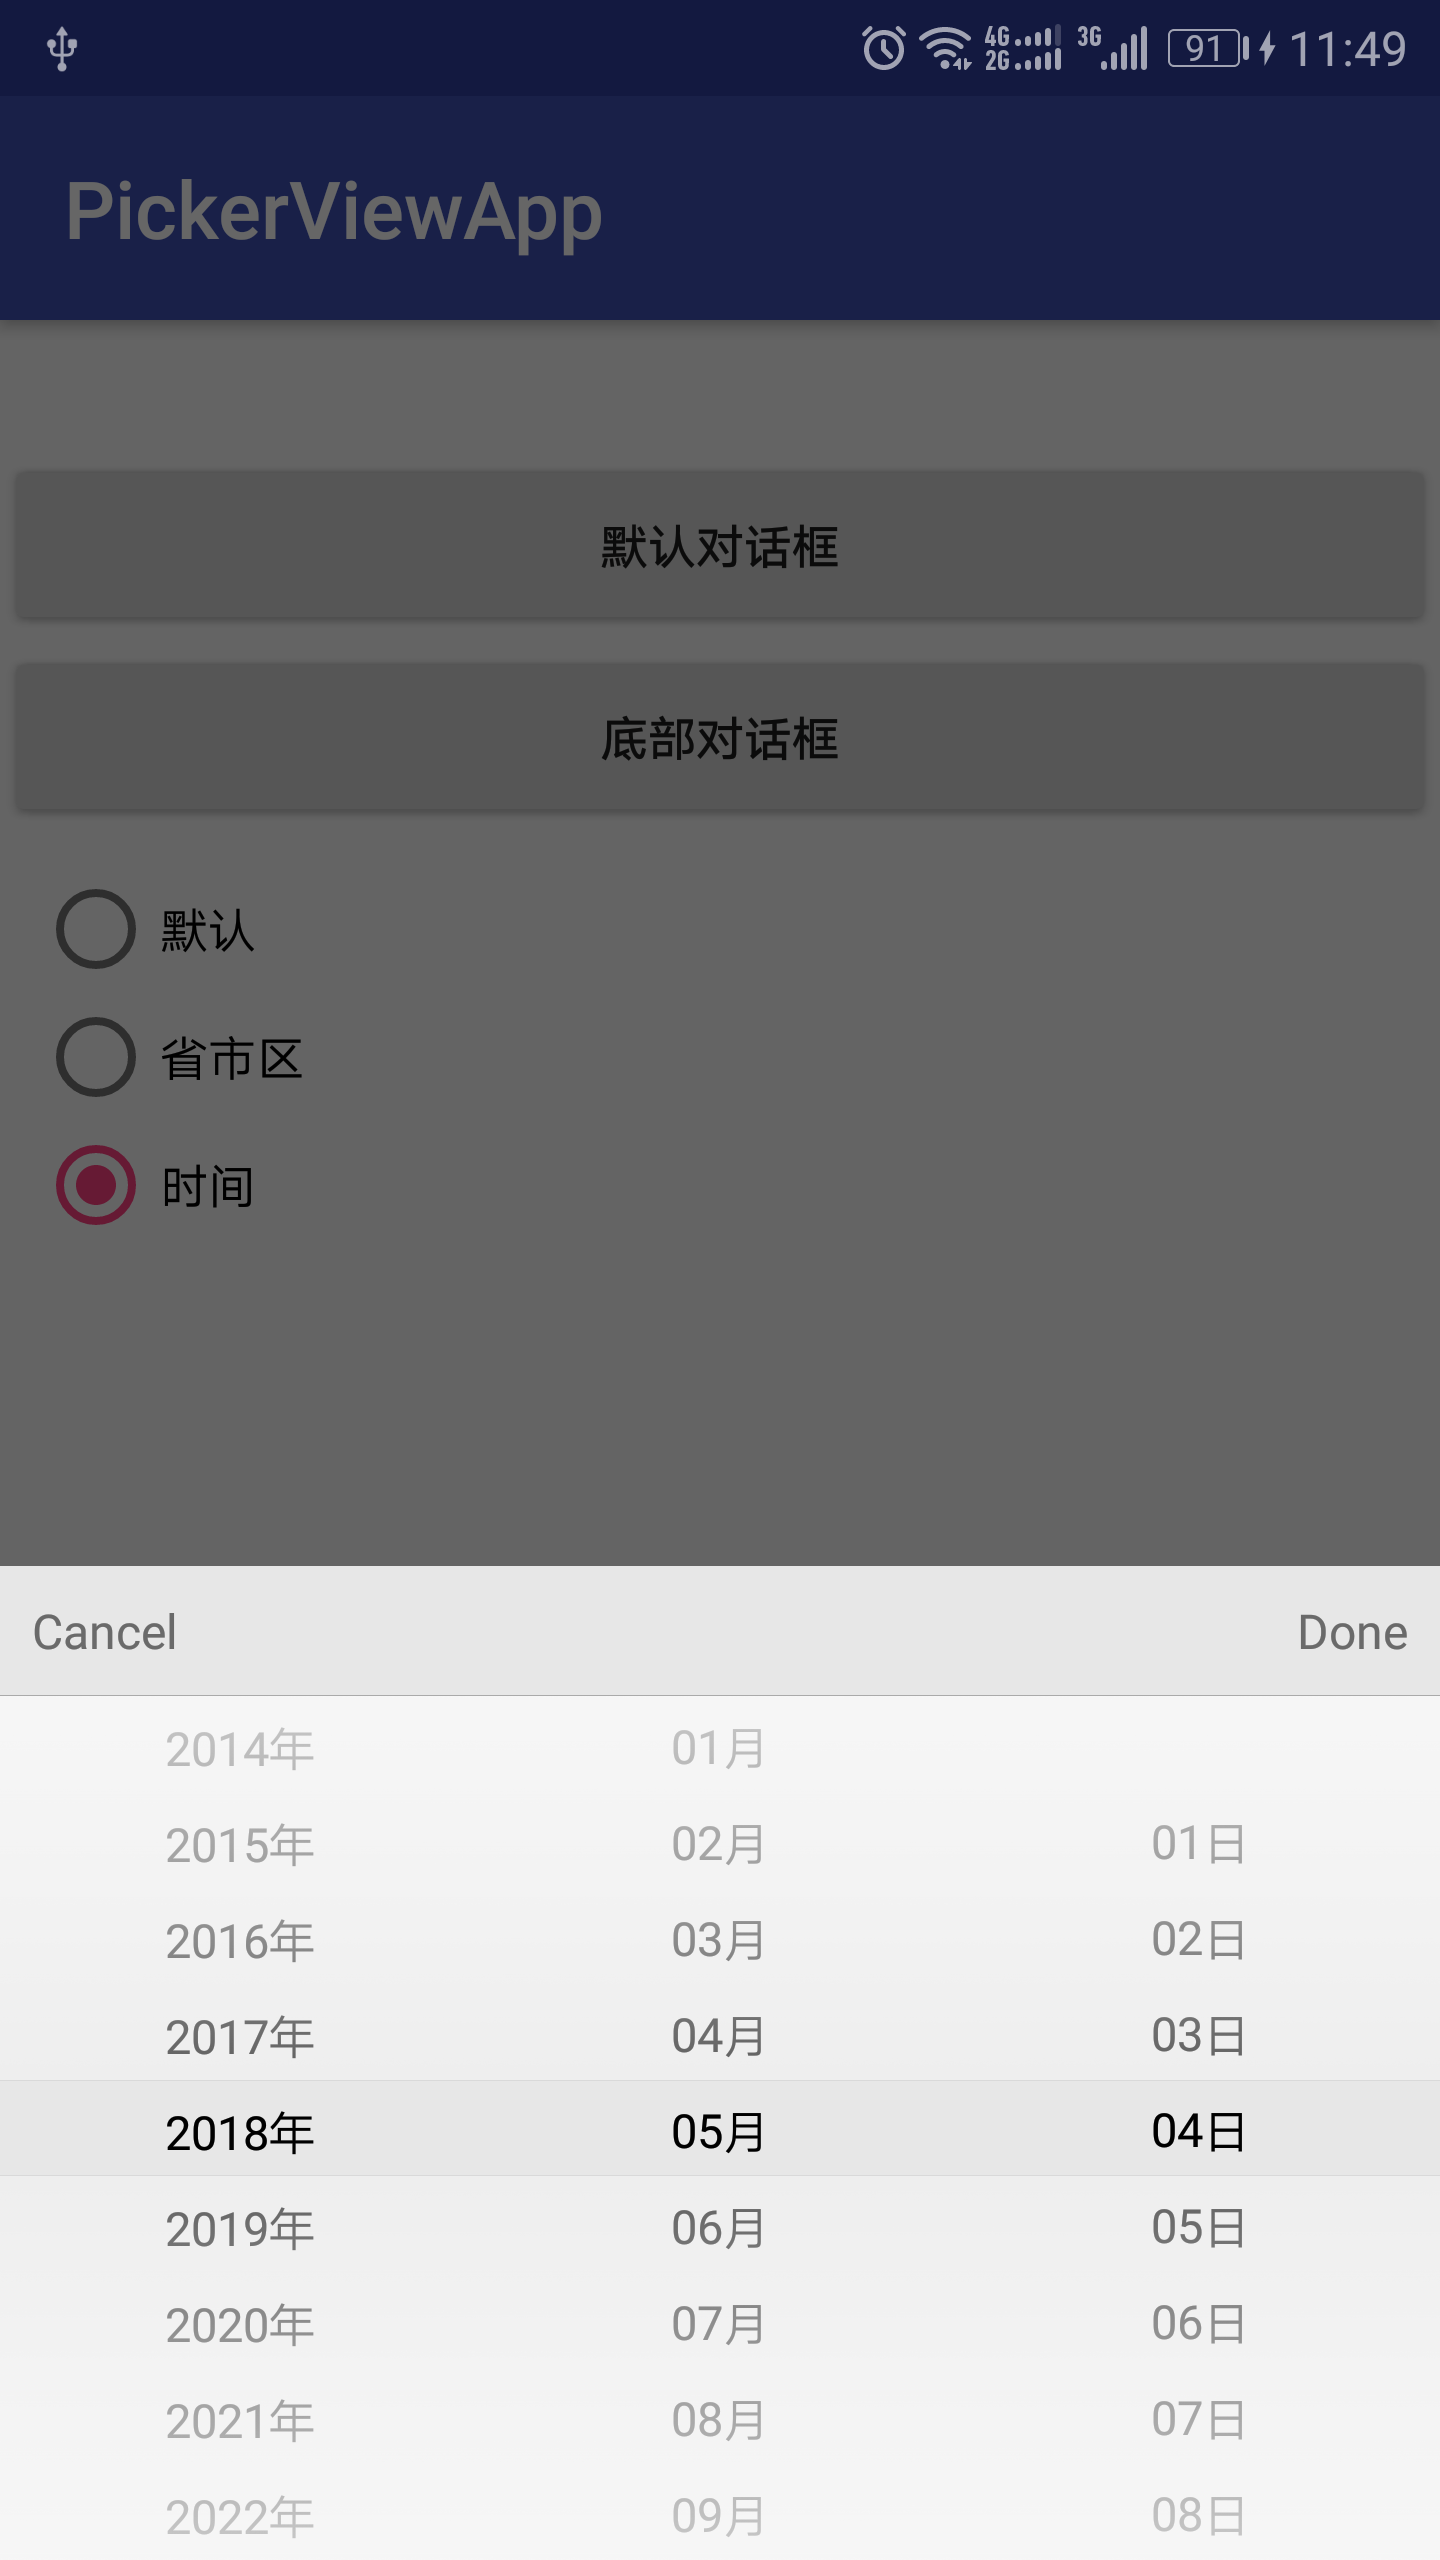 4G 2G 3G 91 11:49
PickerViewApp
默认对话框
底部对话框
默认
省市区
时间
Cancel Done
2014年 01月
2015年 02月 01日
2016年 03月 02日
2017年 04月 03日
2018年 05月 04日
2019年 06月 05日
2020年 07月 06日
2021年 08月 07日
2022年 09月 08日